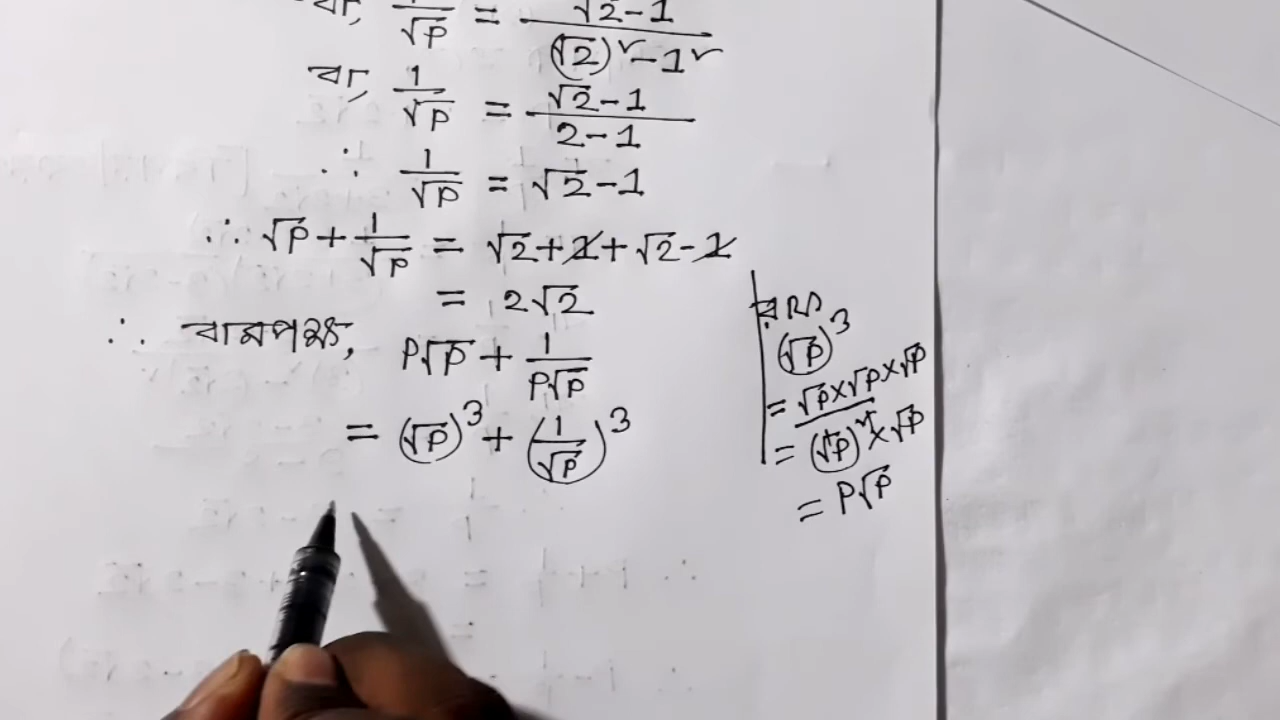 বা, 1/√P = √2-1/(√2)²-1²
বা, 1/√P = √2-1/2-1
∴ 1/√P = √2-1
∴ √P + 1/√P = √2+1+√2-1
= 2√2
∴ বামপক্ষ, P√P + 1/P√P
= (√P)³ + (1/√P)³
(√P)³
= √P×√P×√P
= (√P)²×√P
= P√P